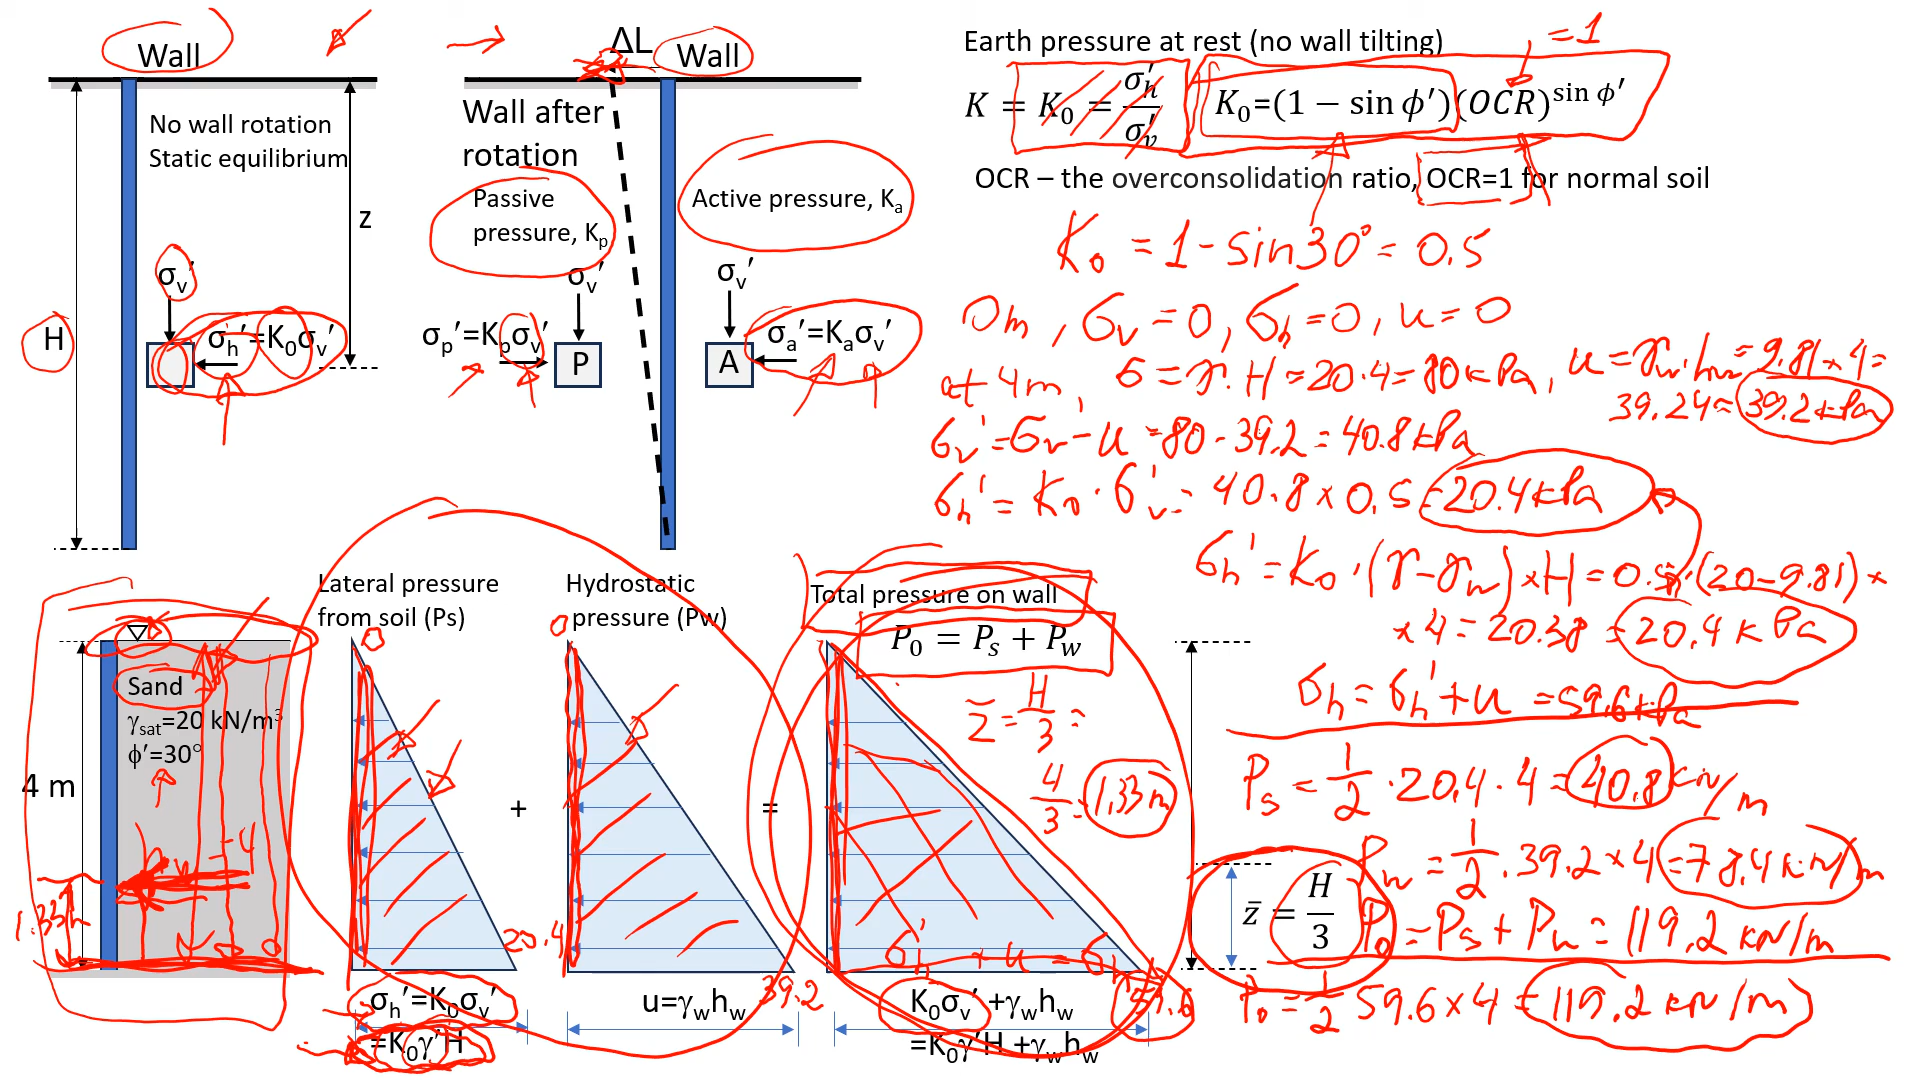 Wall
No wall rotation
Static equilibrium
z
H
σv′
σh′=K0σv′
ΔL
Wall
Wall after
rotation
Passive
pressure, Kp
Active pressure, Ka
σv′
σv′
σp′=Kpσv′
P
A
σa′=Kaσv′
Earth pressure at rest (no wall tilting)
=1
K = K0 = σh′/σv′
K0=(1 − sin ϕ′)(OCR)^sin ϕ′
OCR – the overconsolidation ratio, OCR=1 for normal soil
K0 = 1 - sin30° = 0.5
0m, σv = 0, σh = 0, u = 0
at 4m, σ = γ·H = 20·4 = 80 kPa, u = γw·hw = 9.81×4 =
39.24 = 39.2 kPa
σv′ = σv - u = 80 - 39.2 = 40.8 kPa
σh′ = K0·σv′ = 40.8 × 0.5 = 20.4 kPa
σh′ = K0·(γ-γw)×H = 0.5·(20-9.81)×
×4 = 20.38 = 20.4 kPa
σh = σh′ + u = 59.6 kPa
Ps = 1/2 · 20.4 · 4 = 40.8 kN/m
Pw = 1/2 · 39.2 × 4 = 78.4 kN/m
P0 = Ps + Pw = 119.2 kN/m
P0 = 1/2 59.6 × 4 = 119.2 kN/m
Sand
γsat=20 kN/m³
ϕ′=30°
4 m
1.33m
Lateral pressure
from soil (Ps)
0
20.4
σh′=K0σv′
=K0γ′H
+
Hydrostatic
pressure (Pw)
0
39.2
u=γwhw
=
Total pressure on wall
P0 = Ps + Pw
z̄ = H/3 =
4/3 = 1.33m
σh′ + u = σh
59.6
K0σv′ +γwhw
=K0γ′H +γwhw
z̄ = H/3